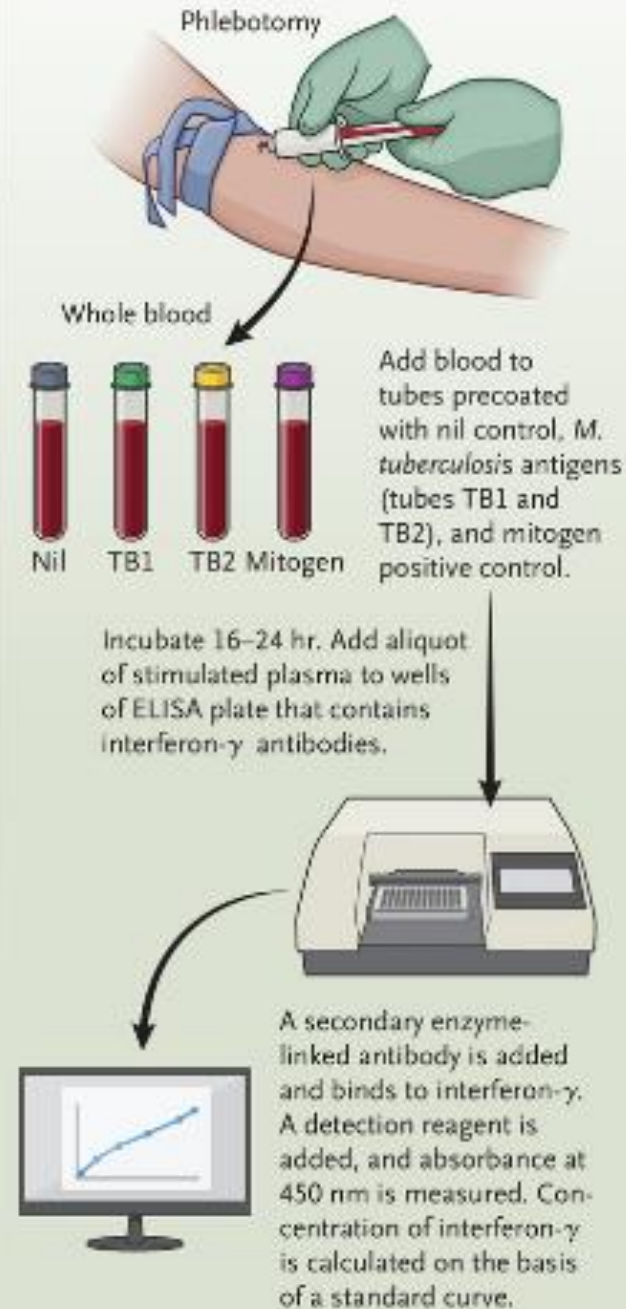 Phlebotomy
Whole blood
Nil TB1 TB2 Mitogen
Add blood to
tubes precoated
with nil control, M.
tuberculosis antigens
(tubes TB1 and
TB2), and mitogen
positive control.
Incubate 16–24 hr. Add aliquot
of stimulated plasma to wells
of ELISA plate that contains
interferon-γ antibodies.
A secondary enzyme-
linked antibody is added
and binds to interferon-γ.
A detection reagent is
added, and absorbance at
450 nm is measured. Con-
centration of interferon-γ
is calculated on the basis
of a standard curve.